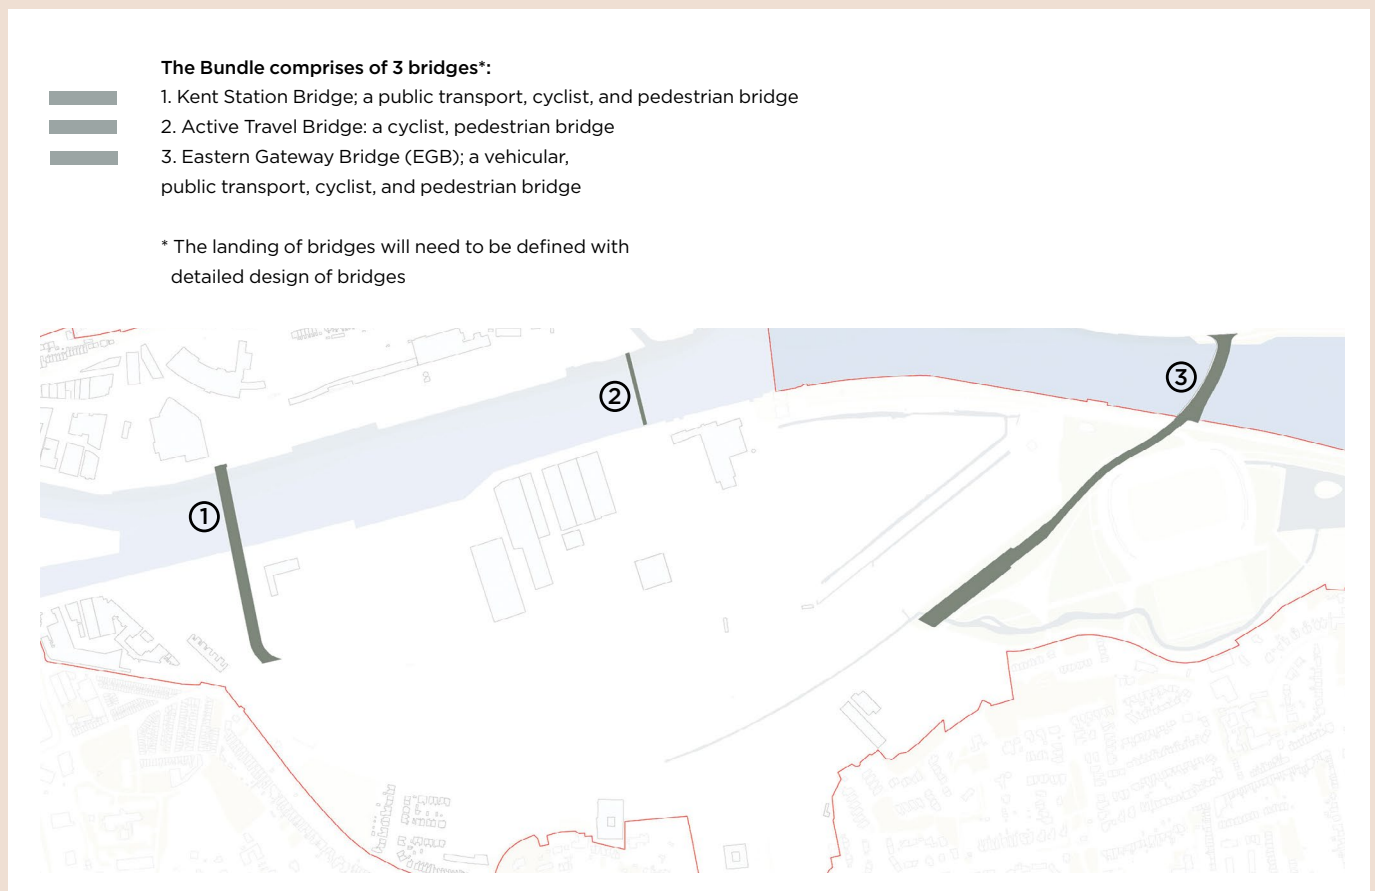 The Bundle comprises of 3 bridges*:
1. Kent Station Bridge; a public transport, cyclist, and pedestrian bridge
2. Active Travel Bridge: a cyclist, pedestrian bridge
3. Eastern Gateway Bridge (EGB); a vehicular,
public transport, cyclist, and pedestrian bridge
* The landing of bridges will need to be defined with
detailed design of bridges
3
2
1